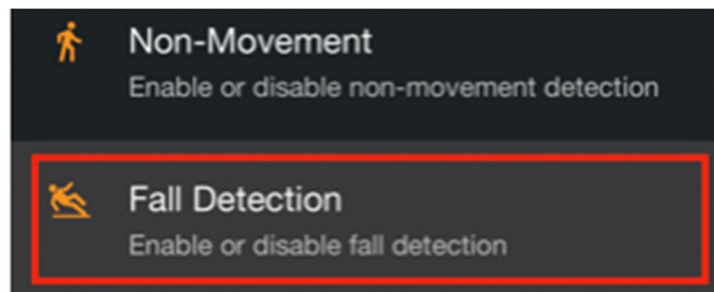 Non-Movement
Enable or disable non-movement detection
Fall Detection
Enable or disable fall detection